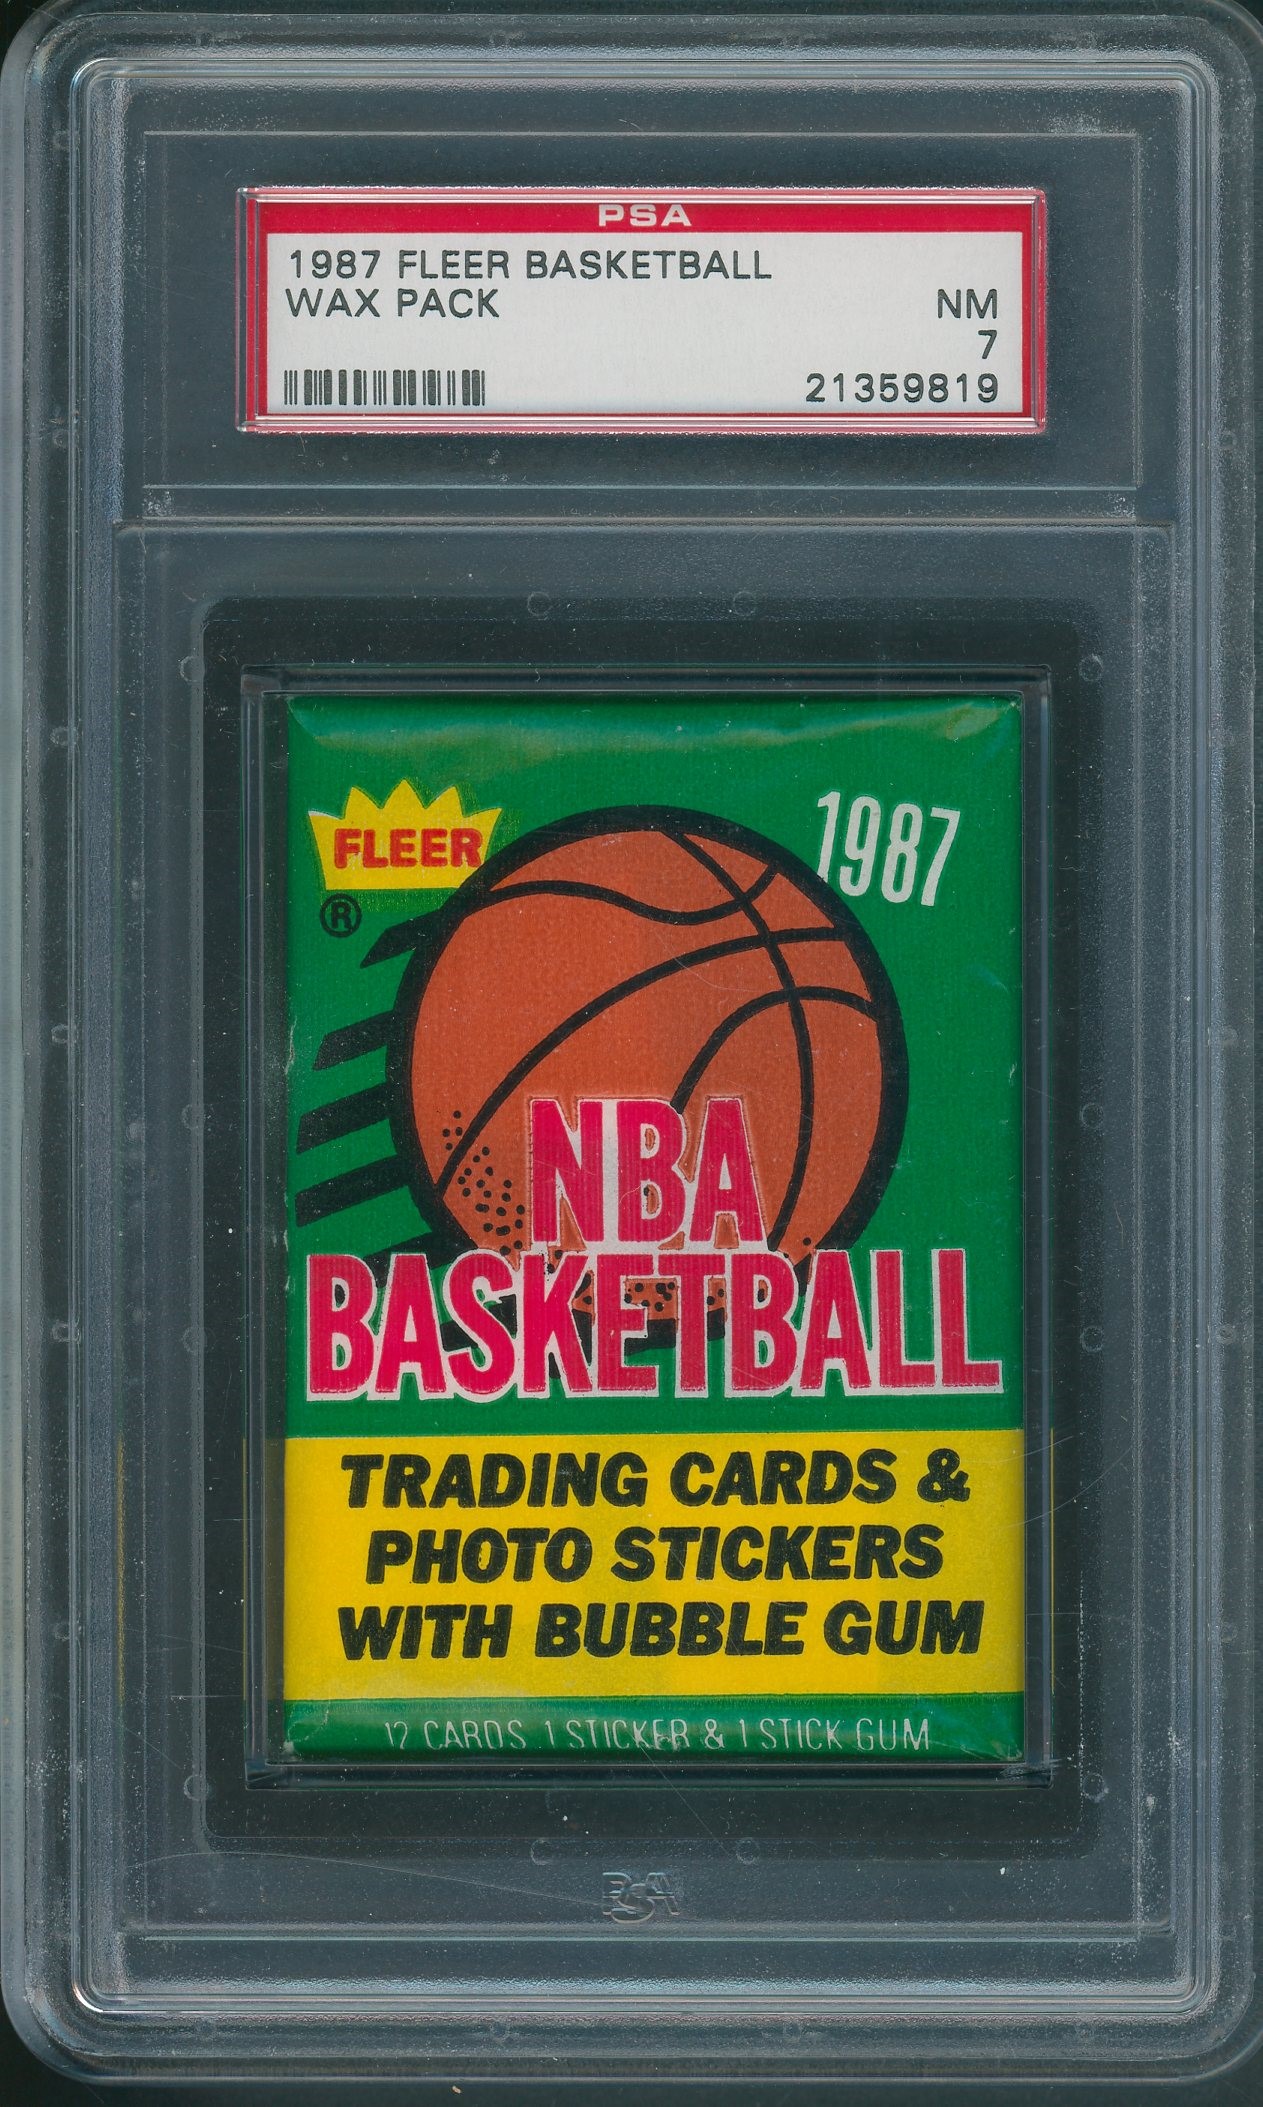 PSA
1987 FLEER BASKETBALL
WAX PACK
NM
7
21359819
FLEER
®
1987
NBA
BASKETBALL
TRADING CARDS &
PHOTO STICKERS
WITH BUBBLE GUM
12 CARDS 1 STICKER & 1 STICK GUM
PSA